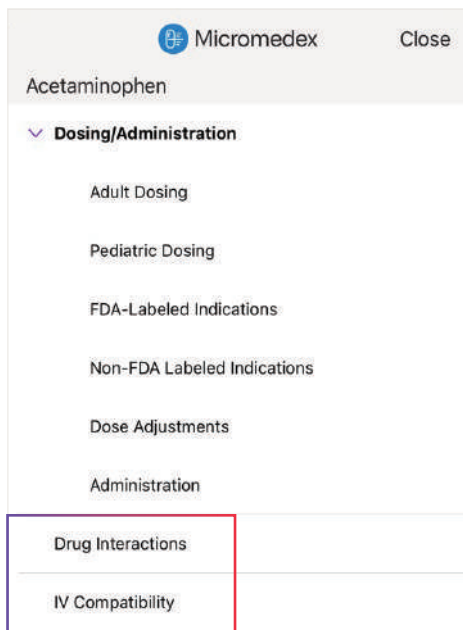 Micromedex Close
Acetaminophen
Dosing/Administration
Adult Dosing
Pediatric Dosing
FDA-Labeled Indications
Non-FDA Labeled Indications
Dose Adjustments
Administration
Drug Interactions
IV Compatibility